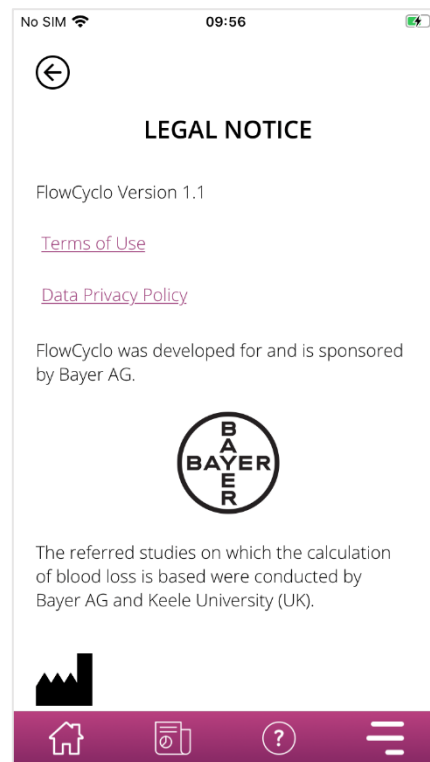 No SIM 09:56
LEGAL NOTICE
FlowCyclo Version 1.1
Terms of Use
Data Privacy Policy
FlowCyclo was developed for and is sponsored
by Bayer AG.
BAYER
BAYER
The referred studies on which the calculation
of blood loss is based were conducted by
Bayer AG and Keele University (UK).
?